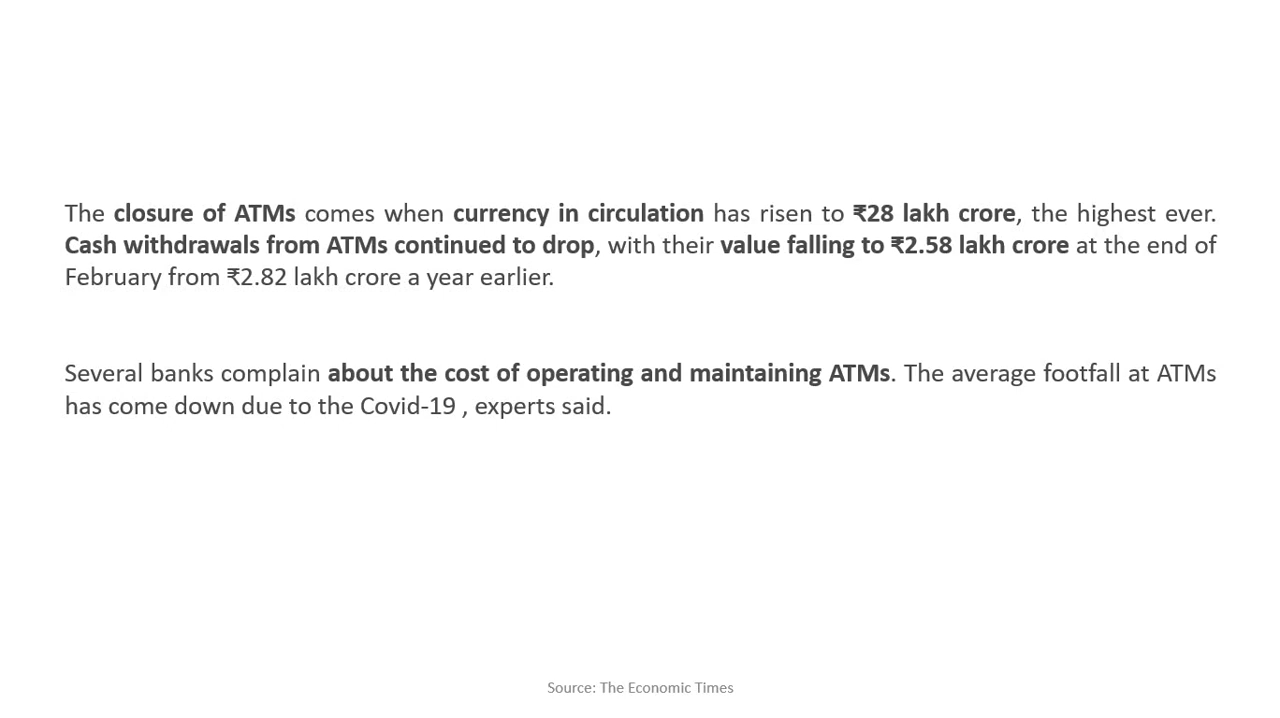 The closure of ATMs comes when currency in circulation has risen to ₹28 lakh crore, the highest ever.
Cash withdrawals from ATMs continued to drop, with their value falling to ₹2.58 lakh crore at the end of
February from ₹2.82 lakh crore a year earlier.
Several banks complain about the cost of operating and maintaining ATMs. The average footfall at ATMs
has come down due to the Covid-19 , experts said.
Source: The Economic Times